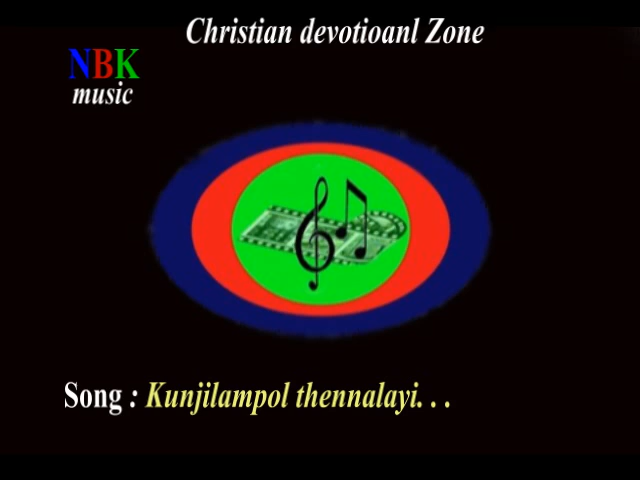 Christian devotioanl Zone
NBK
music
Song : Kunjilampol thennalayi. . .